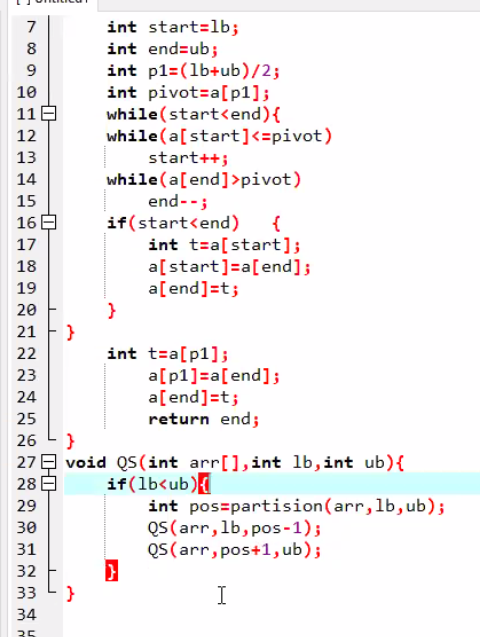 7 int start=lb;
8 int end=ub;
9 int p1=(lb+ub)/2;
10 int pivot=a[p1];
11 while(start<end){
12 while(a[start]<=pivot)
13 start++;
14 while(a[end]>pivot)
15 end--;
16 if(start<end) {
17 int t=a[start];
18 a[start]=a[end];
19 a[end]=t;
20 }
21 }
22 int t=a[p1];
23 a[p1]=a[end];
24 a[end]=t;
25 return end;
26 }
27 void QS(int arr[],int lb,int ub){
28 if(lb<ub){
29 int pos=partision(arr,lb,ub);
30 QS(arr,lb,pos-1);
31 QS(arr,pos+1,ub);
32 }
33 }
34